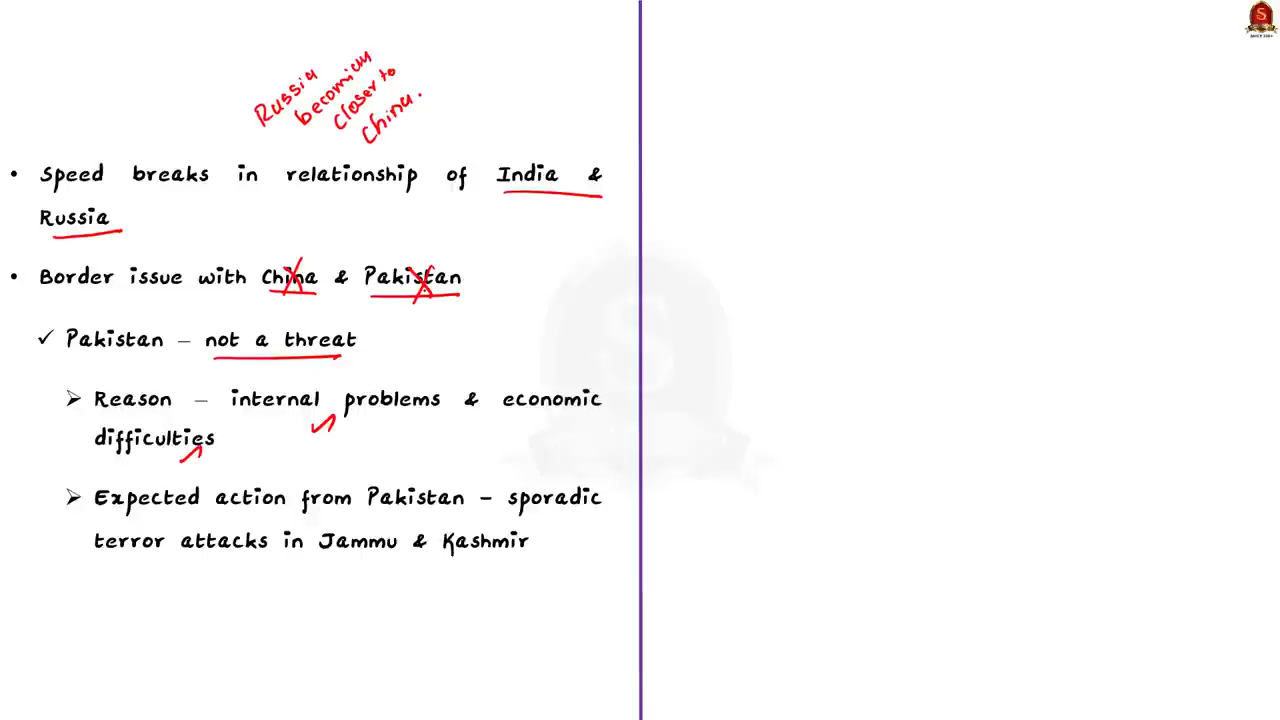 Russia
becoming
closer to
China.
• Speed breaks in relationship of India &
Russia
• Border issue with China & Pakistan
✓ Pakistan – not a threat
➢ Reason – internal problems & economic
difficulties
➢ Expected action from Pakistan – sporadic
terror attacks in Jammu & Kashmir
S